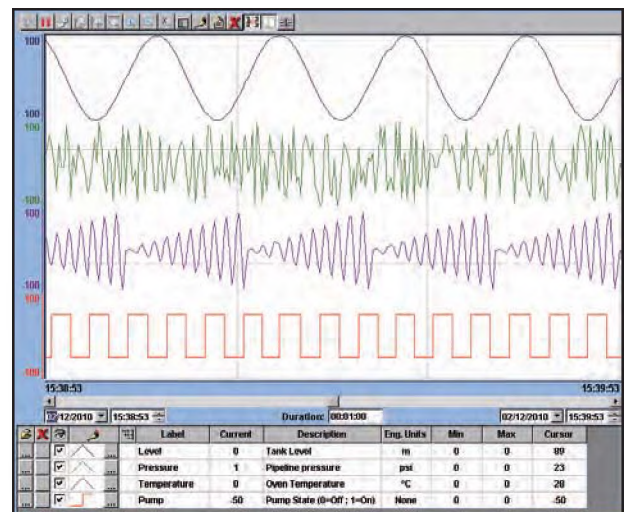 100
100
100
-100
100
-100
100
-100
15:38:53 15:39:53
02/12/2010 15:38:53 Duration: 00:01:00 02/12/2010 15:39:53
Label Current Description Eng. Units Min Max Cursor
Level 0 Tank Level m 0 0 89
Pressure 1 Pipeline pressure psi 0 0 23
Temperature 0 Oven Temperature °C 0 0 28
Pump -50 Pump State (0=Off ; 1=On) None 0 0 -50